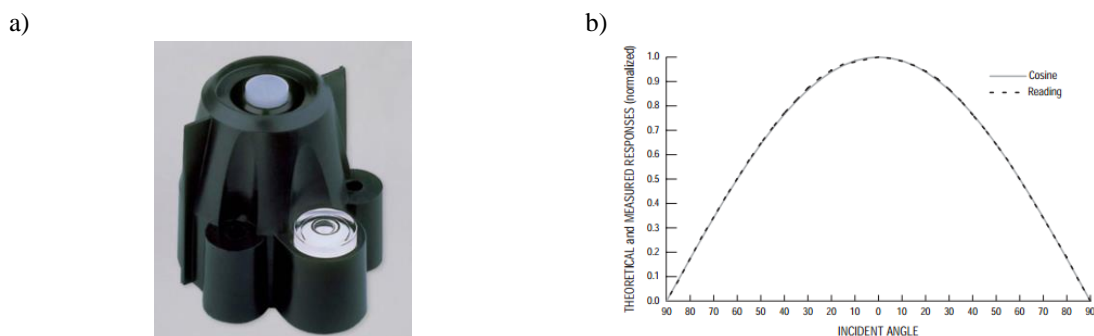 a)
b)
THEORETICAL and MEASURED RESPONSES (normalized)
1.0
0.9
0.8
0.7
0.6
0.5
0.4
0.3
0.2
0.1
0.0
Cosine
Reading
90 80 70 60 50 40 30 20 10 0 10 20 30 40 50 60 70 80 90
INCIDENT ANGLE